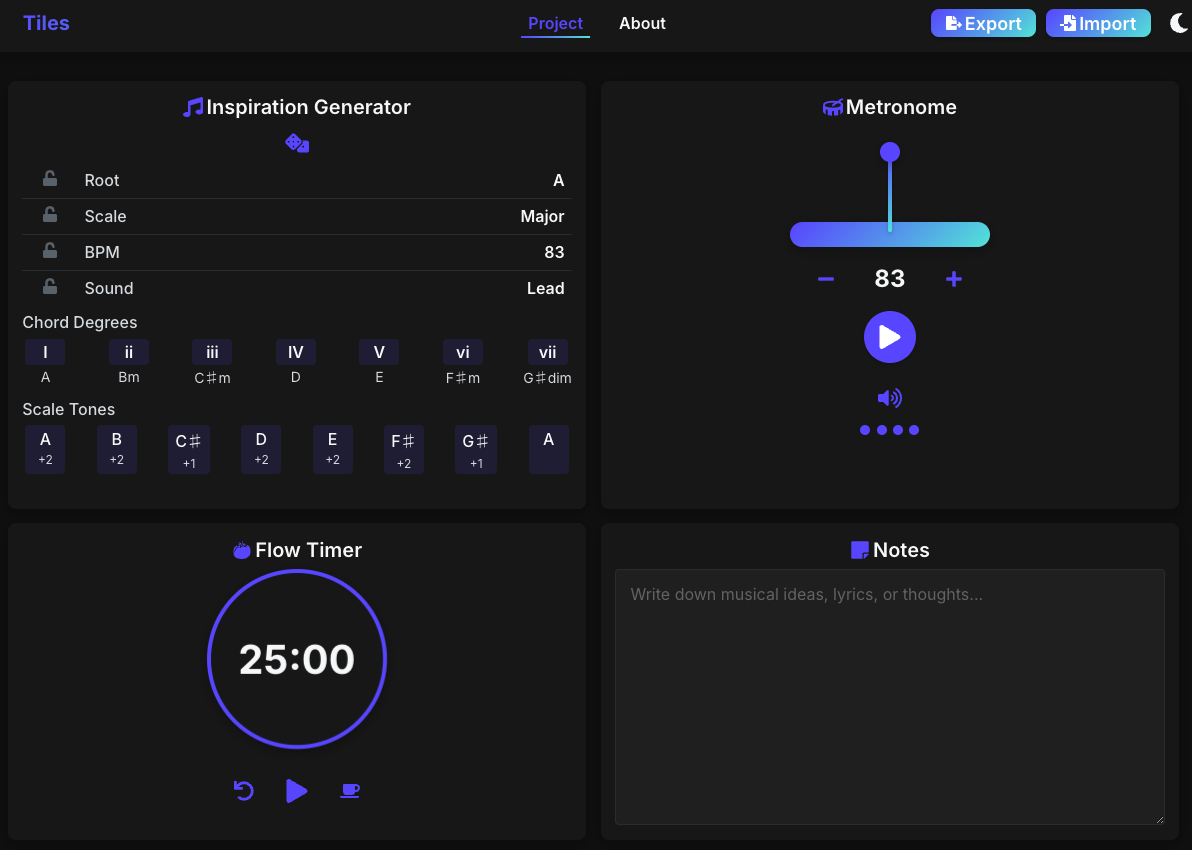 Tiles
Project About
Export Import
Inspiration Generator
Root A
Scale Major
BPM 83
Sound Lead
Chord Degrees
I ii iii IV V vi vii
A Bm C♯m D E F♯m G♯dim
Scale Tones
A B C♯ D E F♯ G♯ A
+2 +2 +1 +2 +2 +2 +1
Metronome
− 83 +
Flow Timer
25:00
Notes
Write down musical ideas, lyrics, or thoughts...